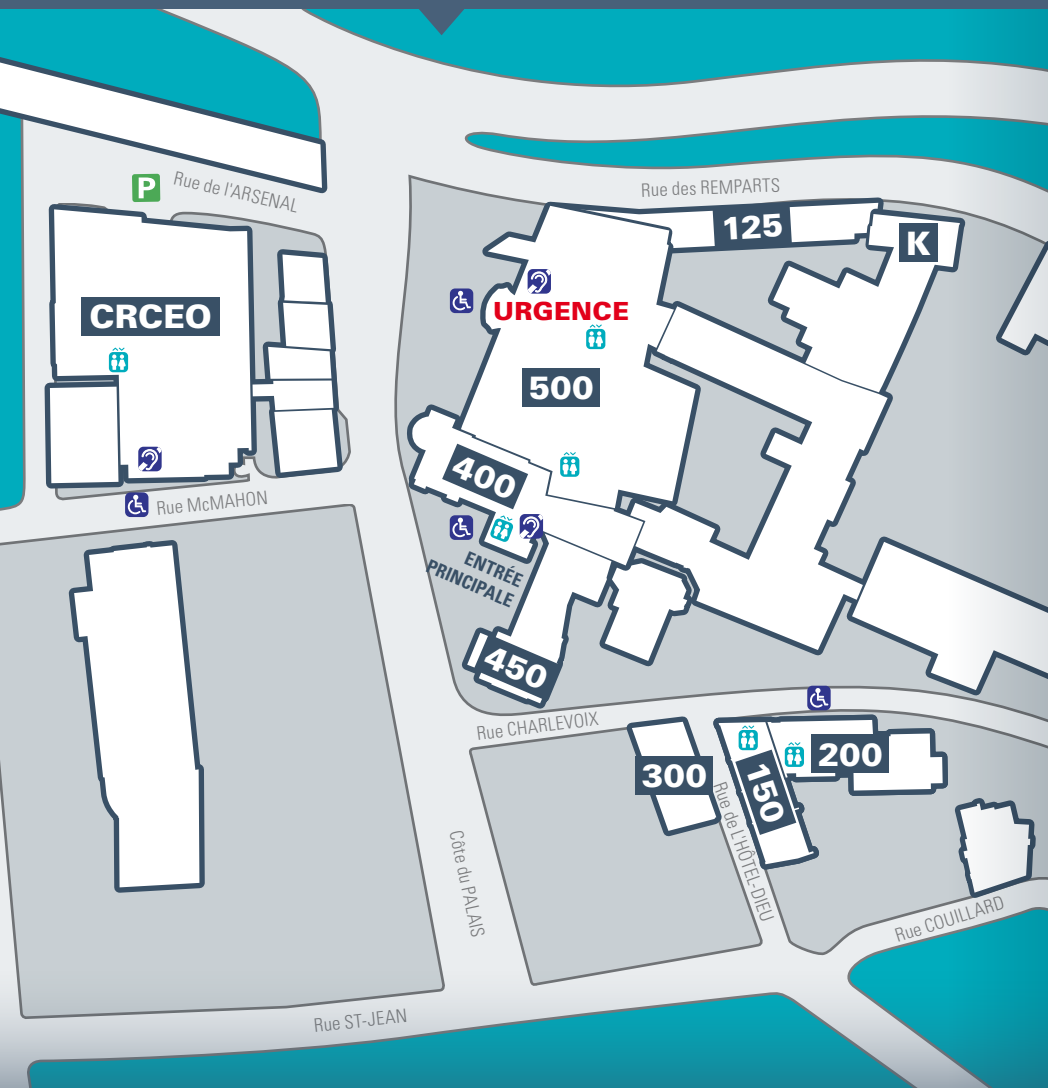 Rue des REMPARTS
P
Rue de l'ARSENAL
125
K
CRCEO
URGENCE
500
400
Rue McMAHON
ENTRÉE
PRINCIPALE
450
Rue CHARLEVOIX
300
150
200
Rue de L'HÔTEL-DIEU
Côte du PALAIS
Rue COUILLARD
Rue ST-JEAN